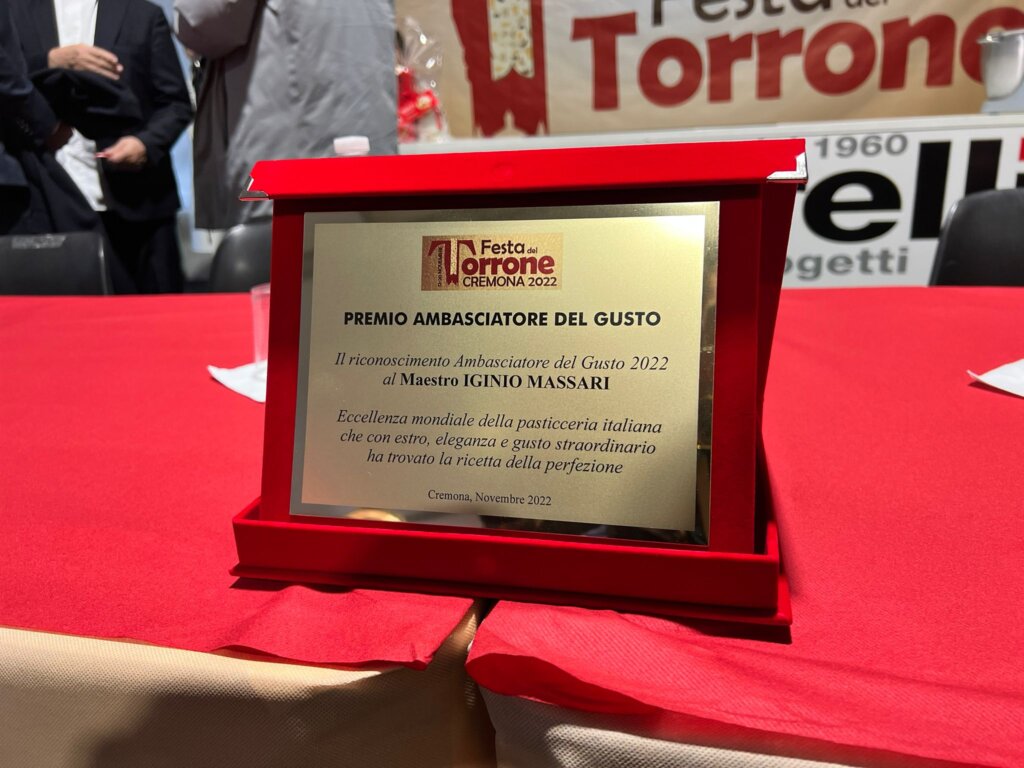 Festa del
Torrone
1960
elli
ogetti
Festa del
Torrone
CREMONA 2022
PREMIO AMBASCIATORE DEL GUSTO
Il riconoscimento Ambasciatore del Gusto 2022
al Maestro IGINIO MASSARI
Eccellenza mondiale della pasticceria italiana
che con estro, eleganza e gusto straordinario
ha trovato la ricetta della perfezione
Cremona, Novembre 2022